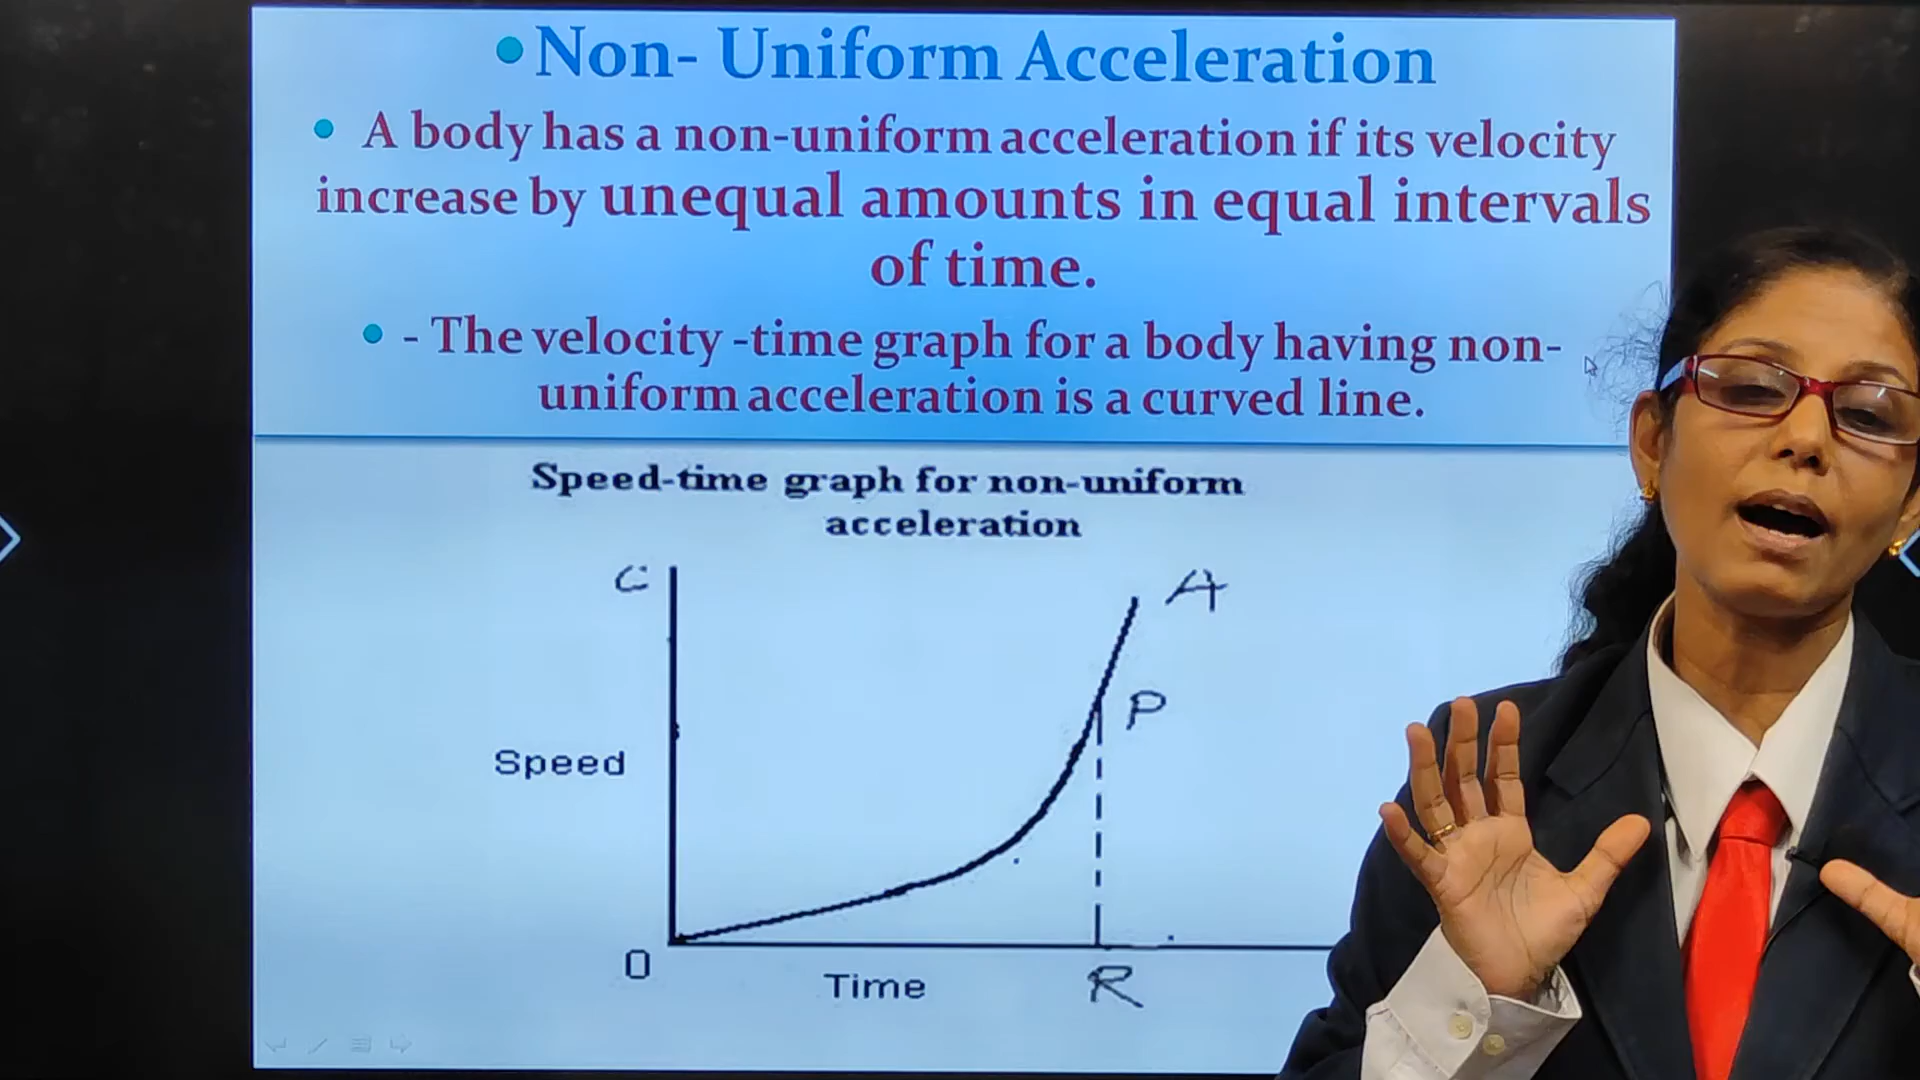 •Non- Uniform Acceleration
• A body has a non-uniform acceleration if its velocity
increase by unequal amounts in equal intervals
of time.
• - The velocity -time graph for a body having non-
uniform acceleration is a curved line.
Speed-time graph for non-uniform
acceleration
C
A
P
Speed
O
Time
R